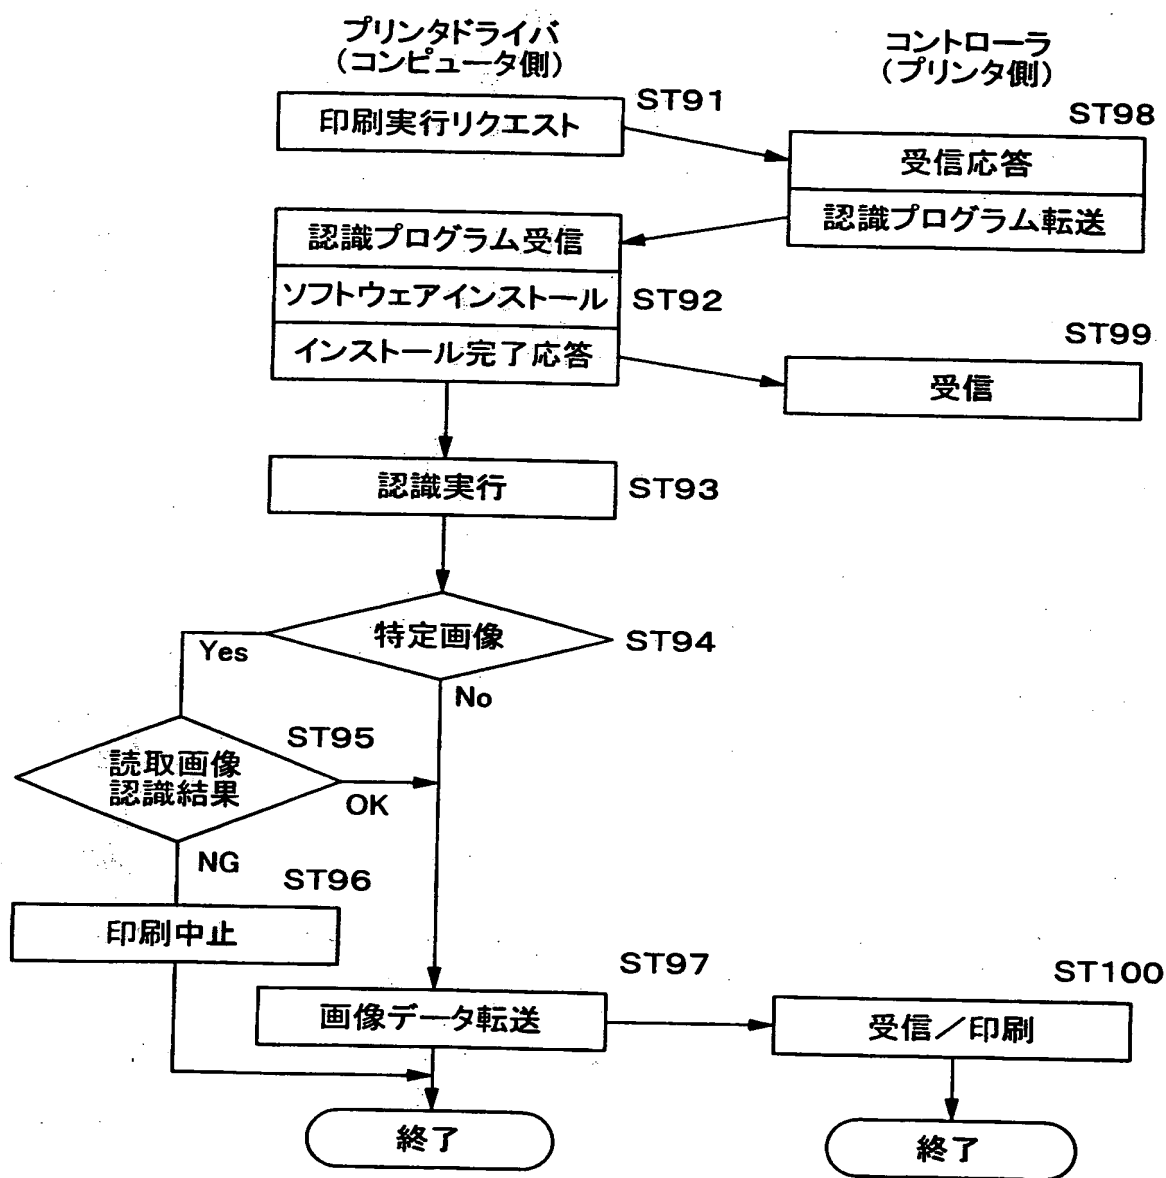 プリンタドライバ
(コンピュータ側)
コントローラ
(プリンタ側)
印刷実行リクエスト
ST91
ST98
受信応答
認識プログラム転送
認識プログラム受信
ソフトウェアインストール
ST92
インストール完了応答
ST99
受信
認識実行
ST93
特定画像
ST94
Yes
No
読取画像
認識結果
ST95
OK
NG
ST96
印刷中止
ST97
画像データ転送
ST100
受信/印刷
終了
終了